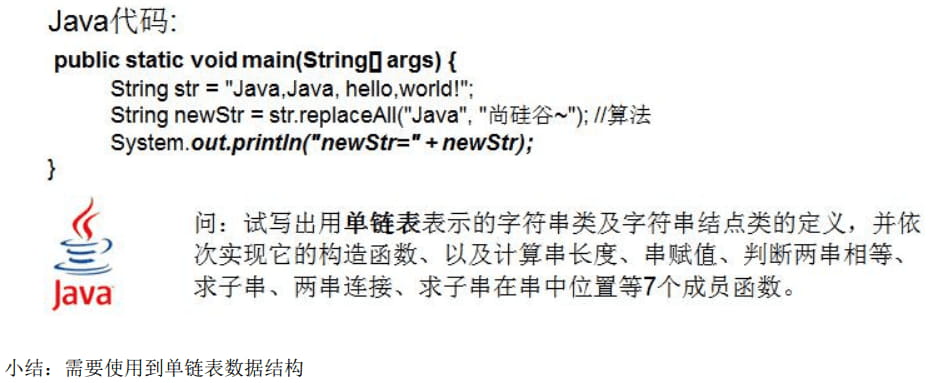 Java代码:
public static void main(String[] args) {
String str = "Java,Java, hello,world!";
String newStr = str.replaceAll("Java", "尚硅谷~"); //算法
System.out.println("newStr=" + newStr);
}
问：试写出用单链表表示的字符串类及字符串结点类的定义，并依
次实现它的构造函数、以及计算串长度、串赋值、判断两串相等、
求子串、两串连接、求子串在串中位置等7个成员函数。
Java
小结：需要使用到单链表数据结构